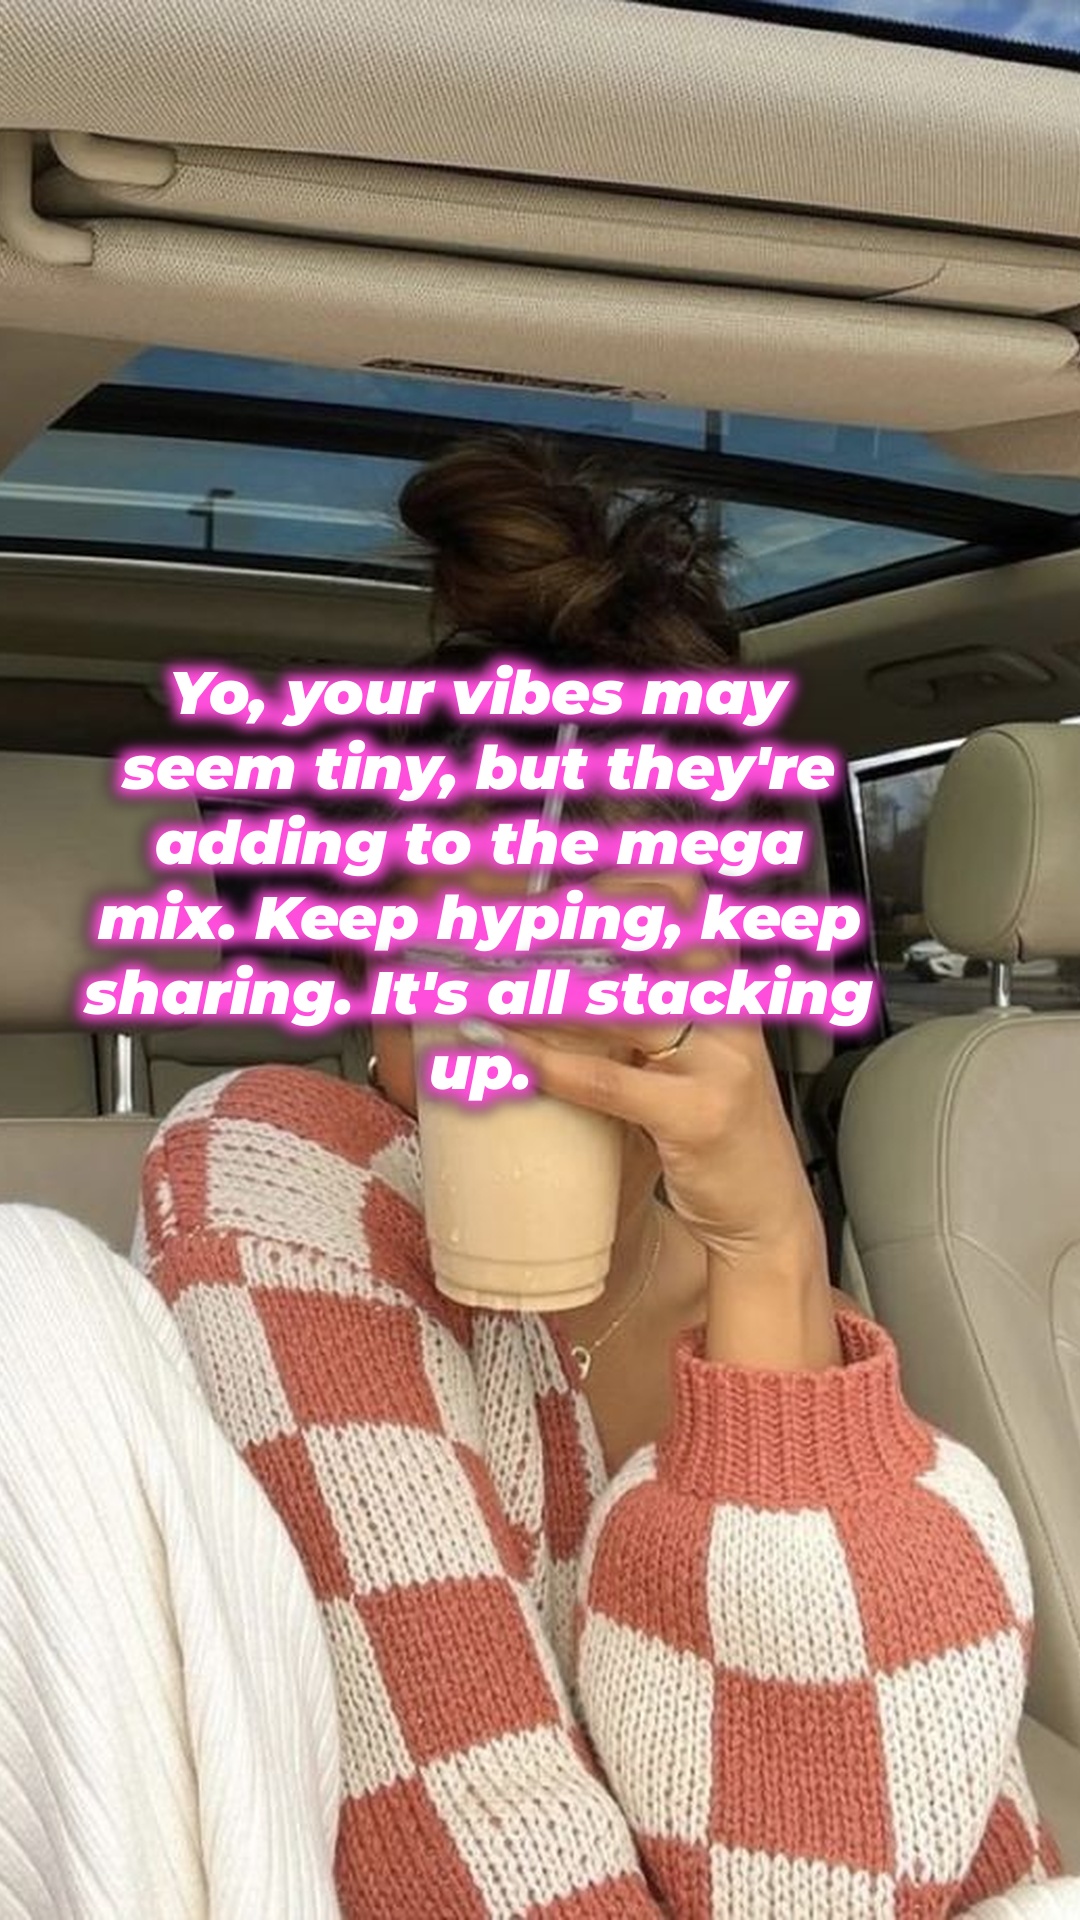 Yo, your vibes may
seem tiny, but they're
adding to the mega
mix. Keep hyping, keep
sharing. It's all stacking
up.